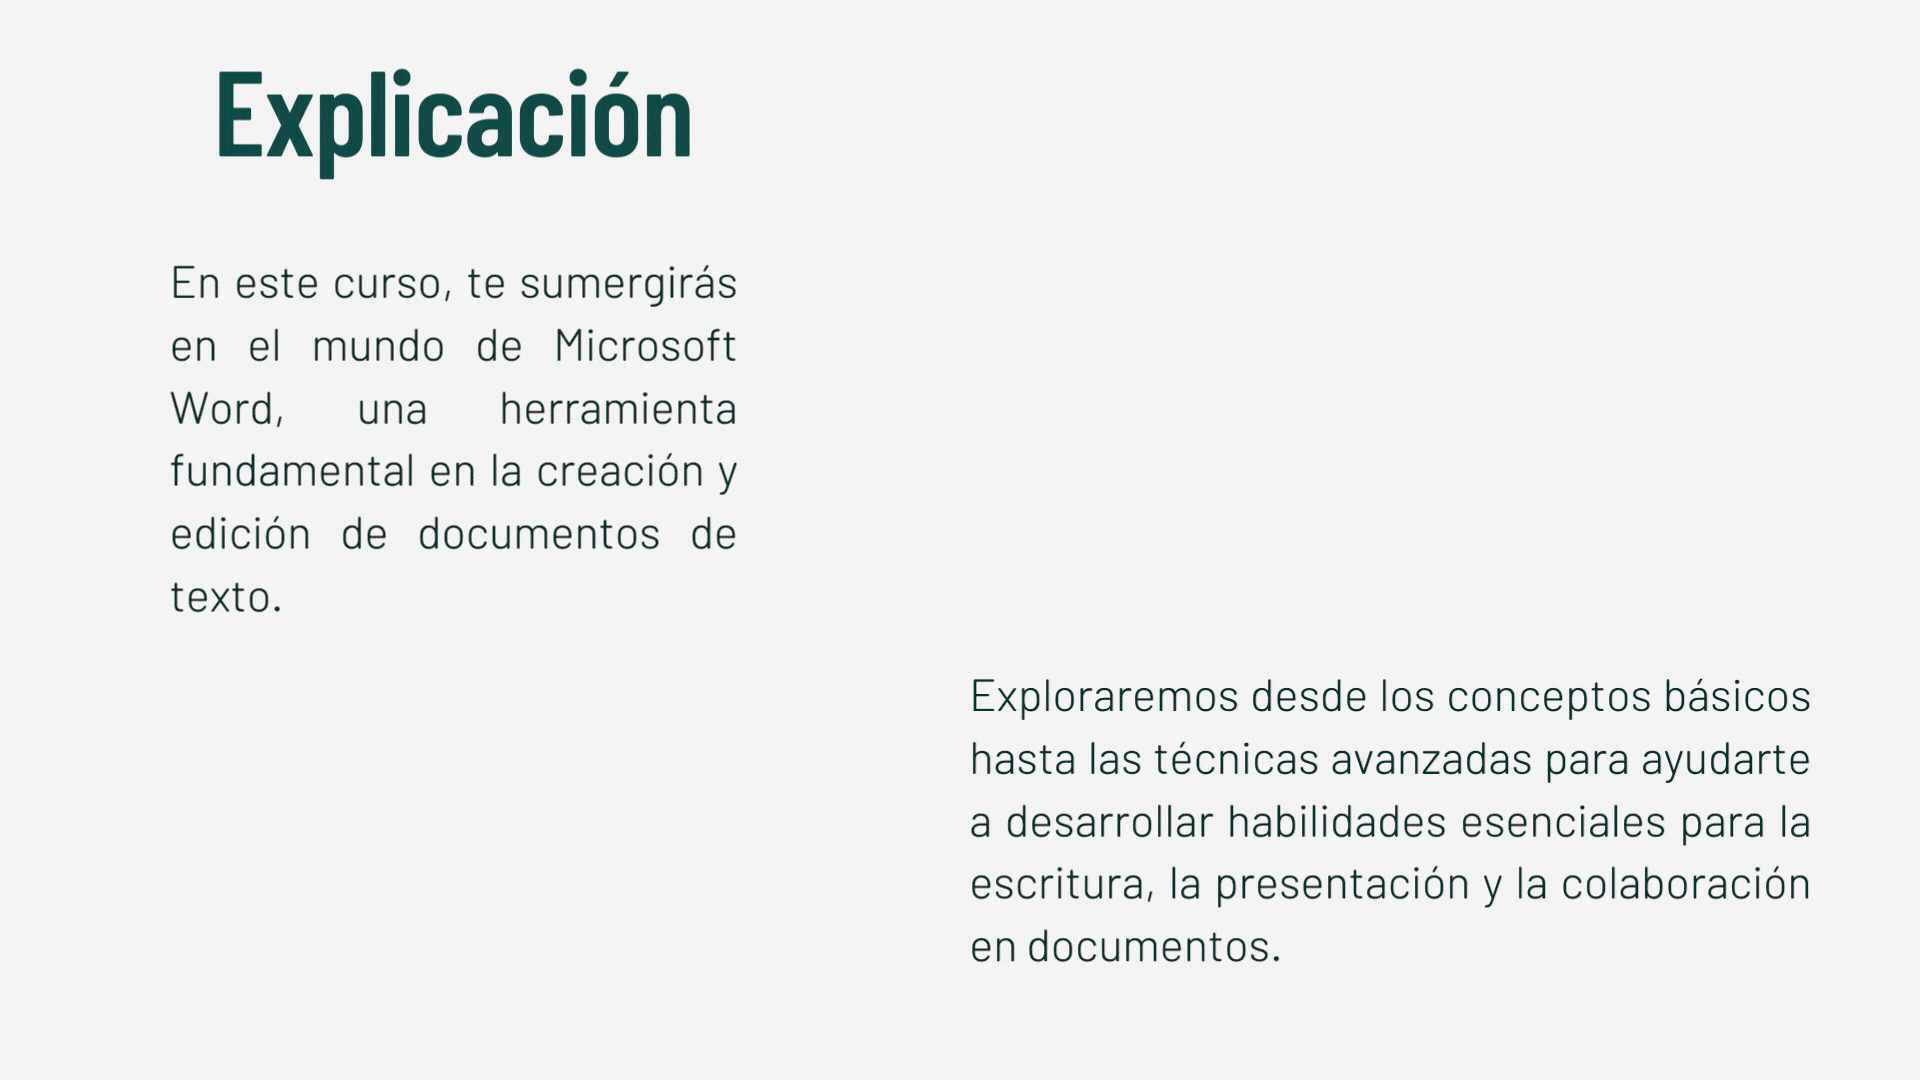 Explicación
En este curso, te sumergirás
en el mundo de Microsoft
Word, una herramienta
fundamental en la creación y
edición de documentos de
texto.
Exploraremos desde los conceptos básicos
hasta las técnicas avanzadas para ayudarte
a desarrollar habilidades esenciales para la
escritura, la presentación y la colaboración
en documentos.